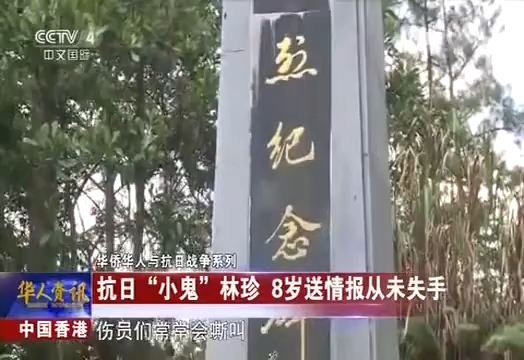 CCTV 4
中文国际
烈纪念碑
华侨华人与抗日战争系列
华人资讯
抗日“小鬼”林珍 8岁送情报从未失手
中国香港
伤员们常常会嘶叫